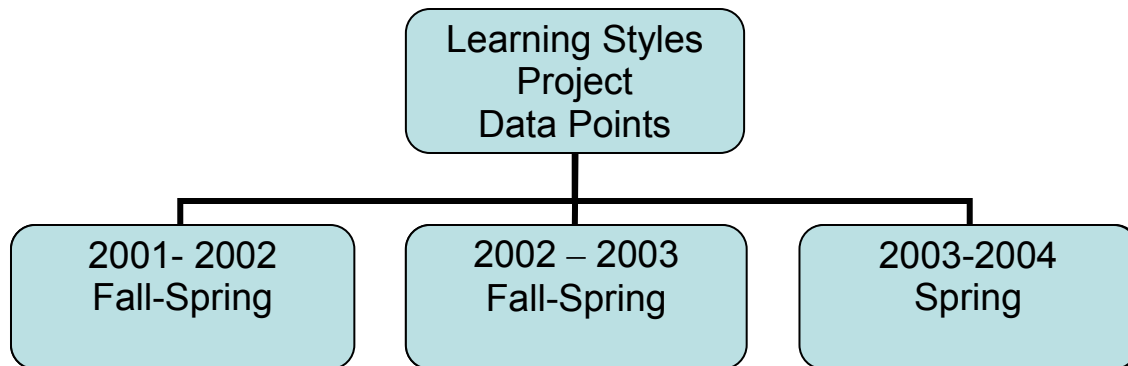 Learning Styles
Project
Data Points
2001- 2002
Fall-Spring
2002 – 2003
Fall-Spring
2003-2004
Spring